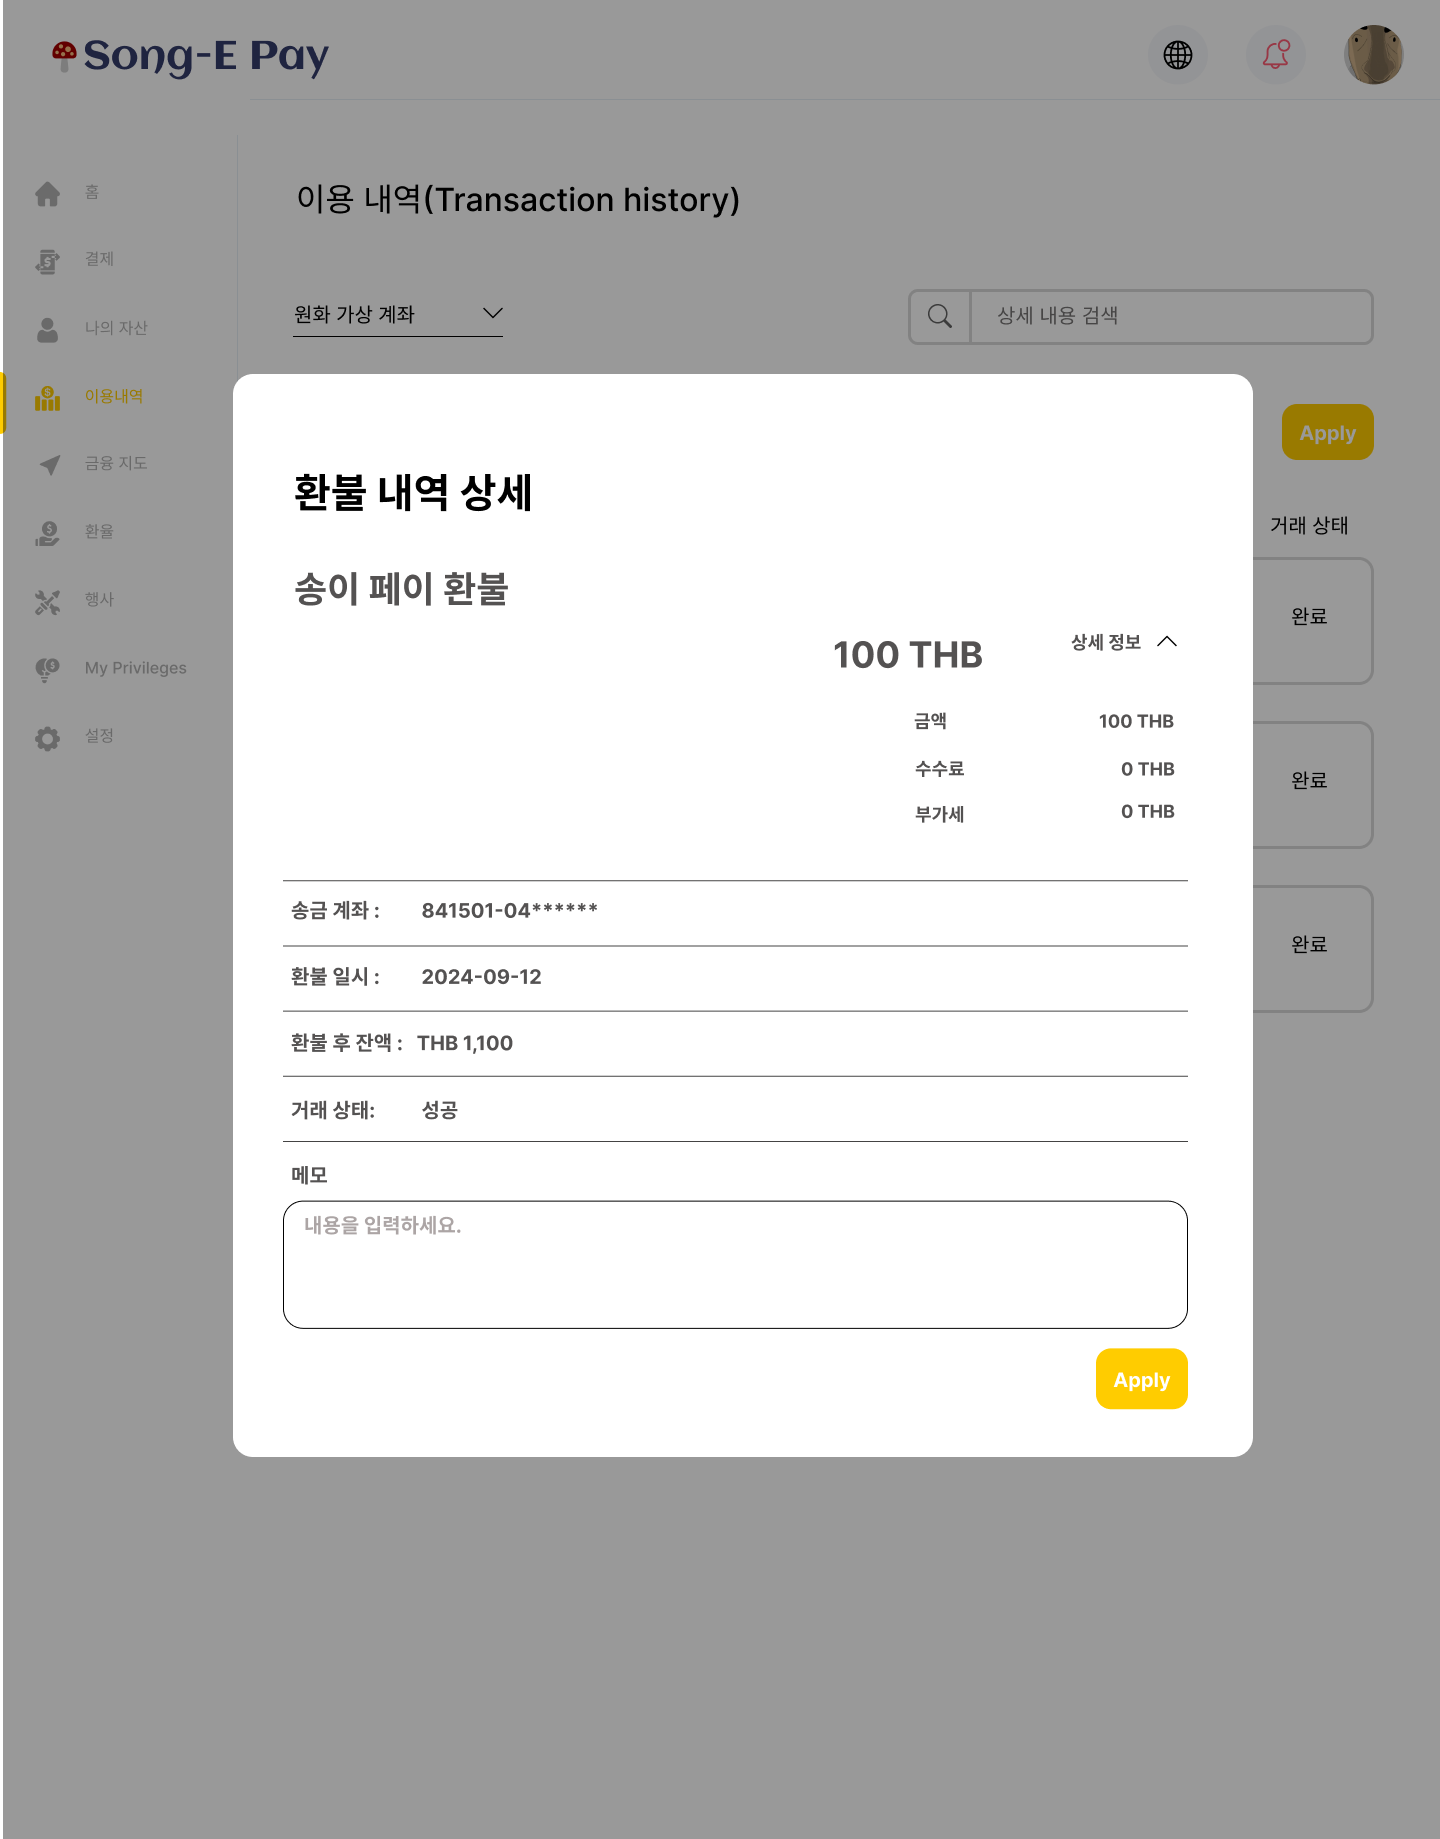 Song-E Pay
홈
결제
나의 자산
이용내역
금융 지도
환율
행사
My Privileges
설정
이용 내역(Transaction history)
원화 가상 계좌
상세 내용 검색
Apply
거래 상태
완료
완료
완료
환불 내역 상세
송이 페이 환불
100 THB
상세 정보
금액 100 THB
수수료 0 THB
부가세 0 THB
송금 계좌 : 841501-04******
환불 일시 : 2024-09-12
환불 후 잔액 : THB 1,100
거래 상태: 성공
메모
내용을 입력하세요.
Apply